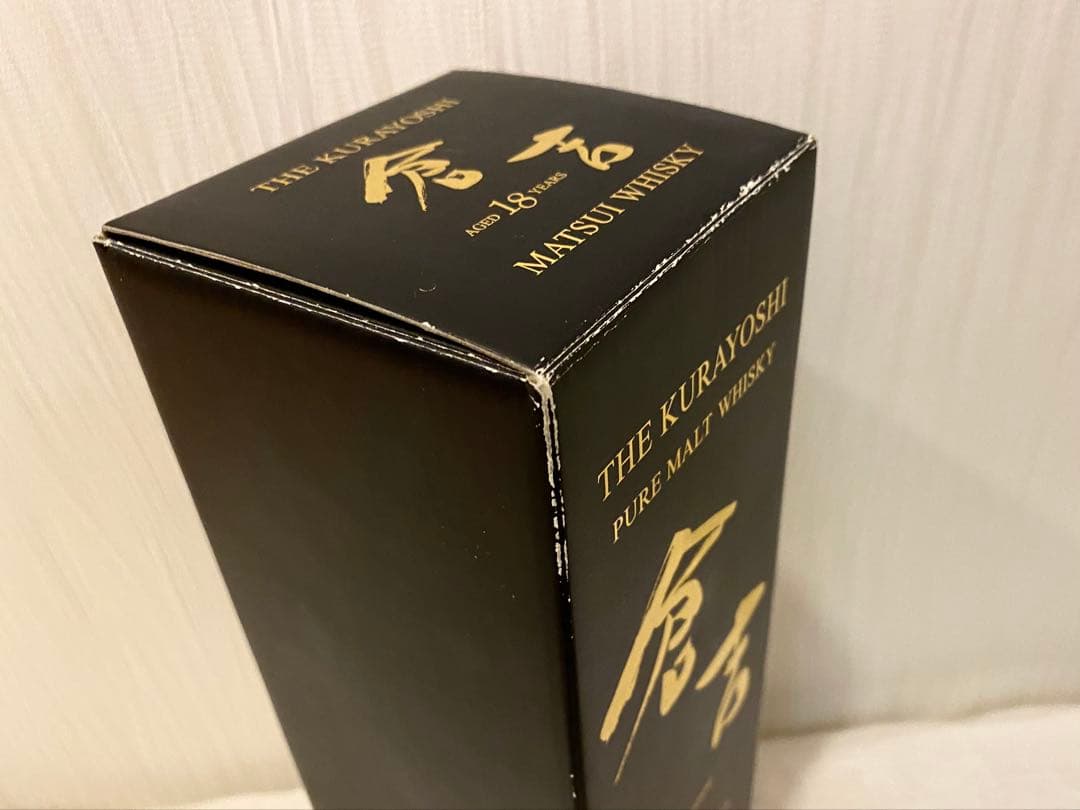 THE KURAYOSHI
倉吉
AGED 18 YEARS
MATSUI WHISKY
THE KURAYOSHI
PURE MALT WHISKY
倉吉